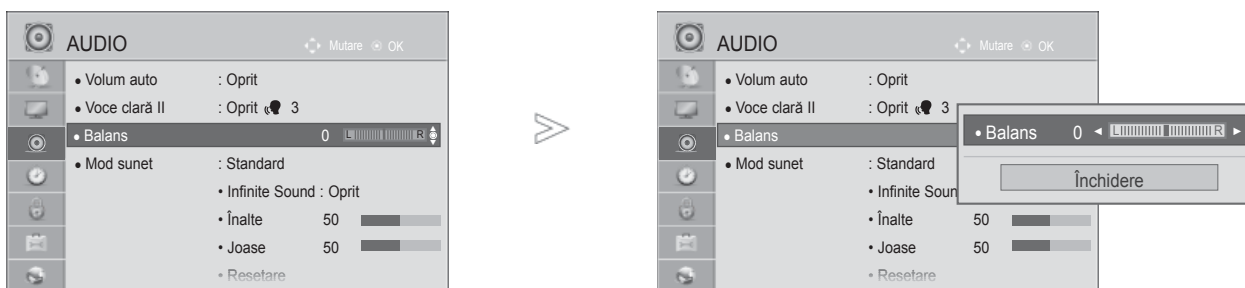 AUDIO
Mutare OK
• Volum auto : Oprit
• Voce clară II : Oprit 3
• Balans 0 L R
• Mod sunet : Standard
• Infinite Sound : Oprit
• Înalte 50
• Joase 50
• Resetare
AUDIO
Mutare OK
• Volum auto : Oprit
• Voce clară II : Oprit 3
• Balans
• Mod sunet : Standard
• Infinite Soun
• Înalte 50
• Joase 50
• Resetare
• Balans 0 L R
Închidere